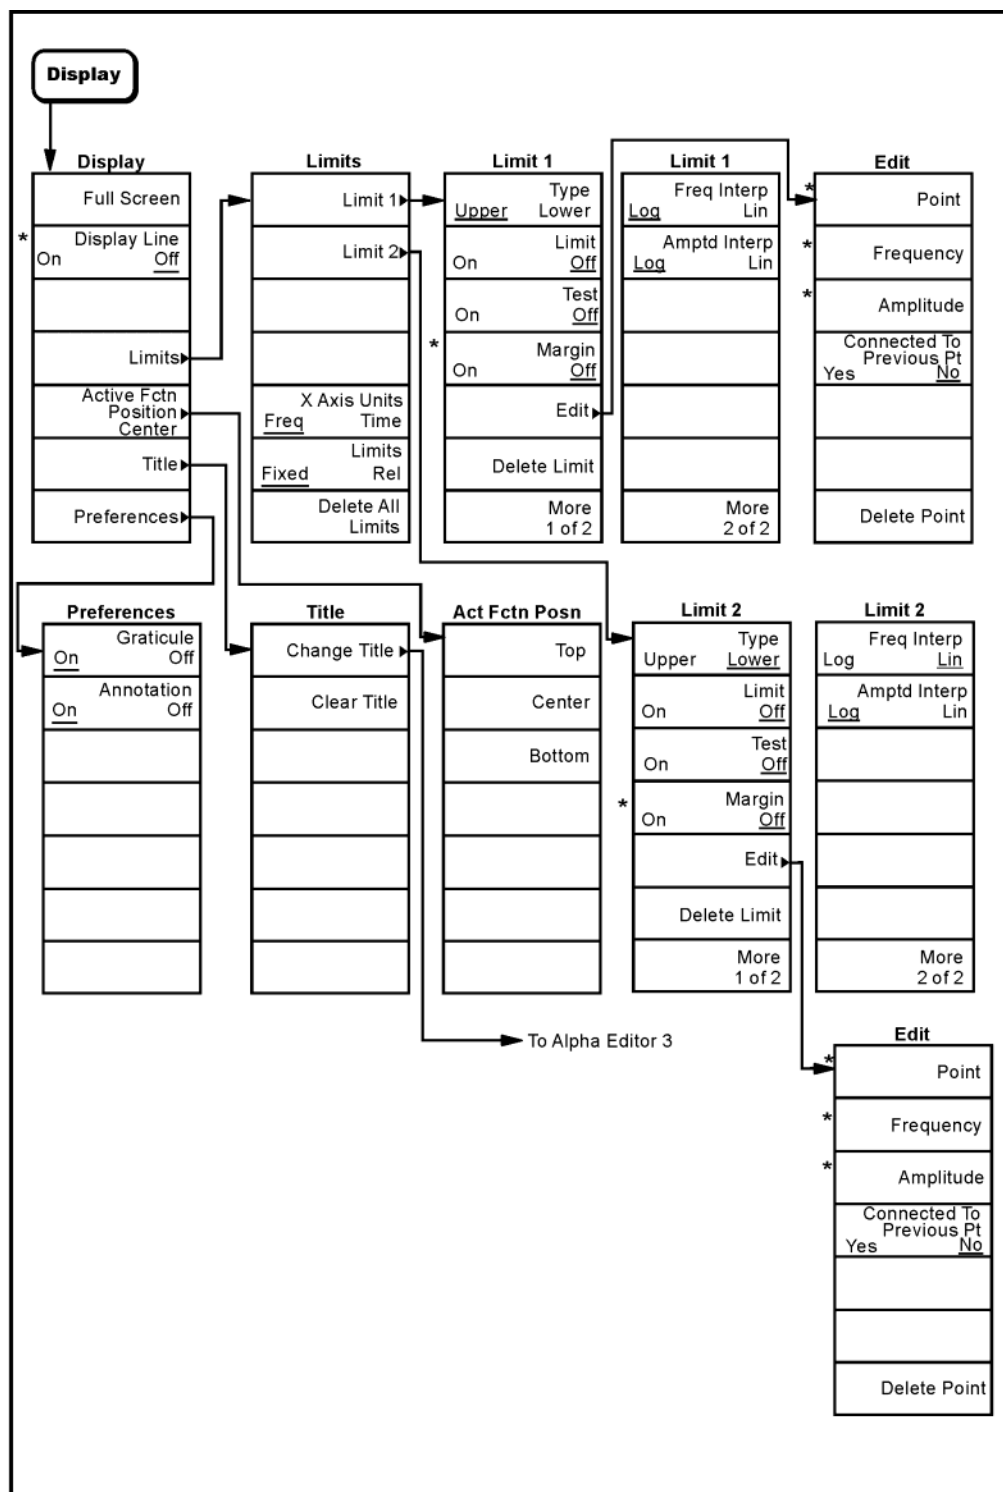 Display
Display
Full Screen
* Display Line
On Off
Limits
Active Fctn
Position
Center
Title
Preferences
Limits
Limit 1
Limit 2
X Axis Units
Freq Time
Limits
Fixed Rel
Delete All
Limits
Limit 1
Type
Upper Lower
Limit
On Off
Test
On Off
* Margin
On Off
Edit
Delete Limit
More
1 of 2
Limit 1
Freq Interp
Log Lin
Amptd Interp
Log Lin
More
2 of 2
Edit
* Point
* Frequency
* Amplitude
Connected To
Previous Pt
Yes No
Delete Point
Preferences
Graticule
On Off
Annotation
On Off
Title
Change Title
Clear Title
Act Fctn Posn
Top
Center
Bottom
Limit 2
Type
Upper Lower
Limit
On Off
Test
On Off
* Margin
On Off
Edit
Delete Limit
More
1 of 2
Limit 2
Freq Interp
Log Lin
Amptd Interp
Log Lin
More
2 of 2
To Alpha Editor 3
Edit
* Point
* Frequency
* Amplitude
Connected To
Previous Pt
Yes No
Delete Point